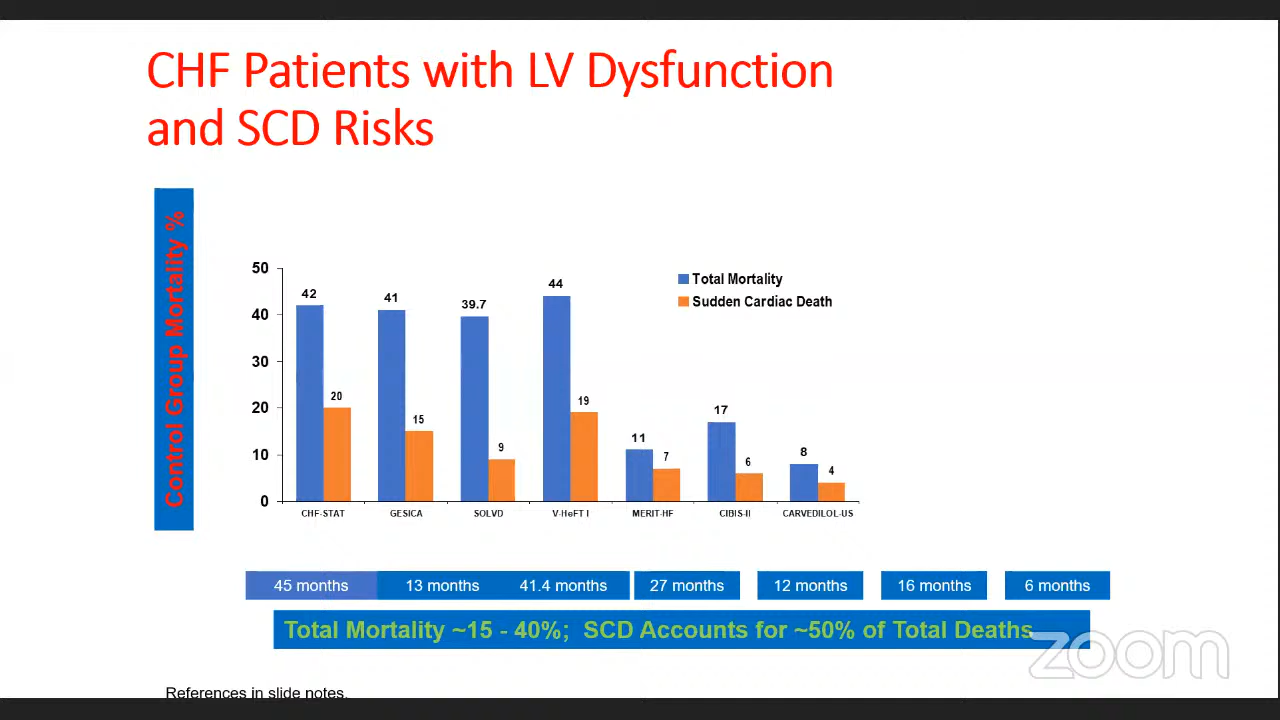 CHF Patients with LV Dysfunction
and SCD Risks
Control Group Mortality %
50
40
30
20
10
0
Total Mortality
Sudden Cardiac Death
42
20
41
15
39.7
9
44
19
11
7
17
6
8
4
CHF-STAT
GESICA
SOLVD
V-HeFT I
MERIT-HF
CIBIS-II
CARVEDILOL-US
45 months
13 months
41.4 months
27 months
12 months
16 months
6 months
Total Mortality ~15 - 40%; SCD Accounts for ~50% of Total Deaths
zoom
References in slide notes.